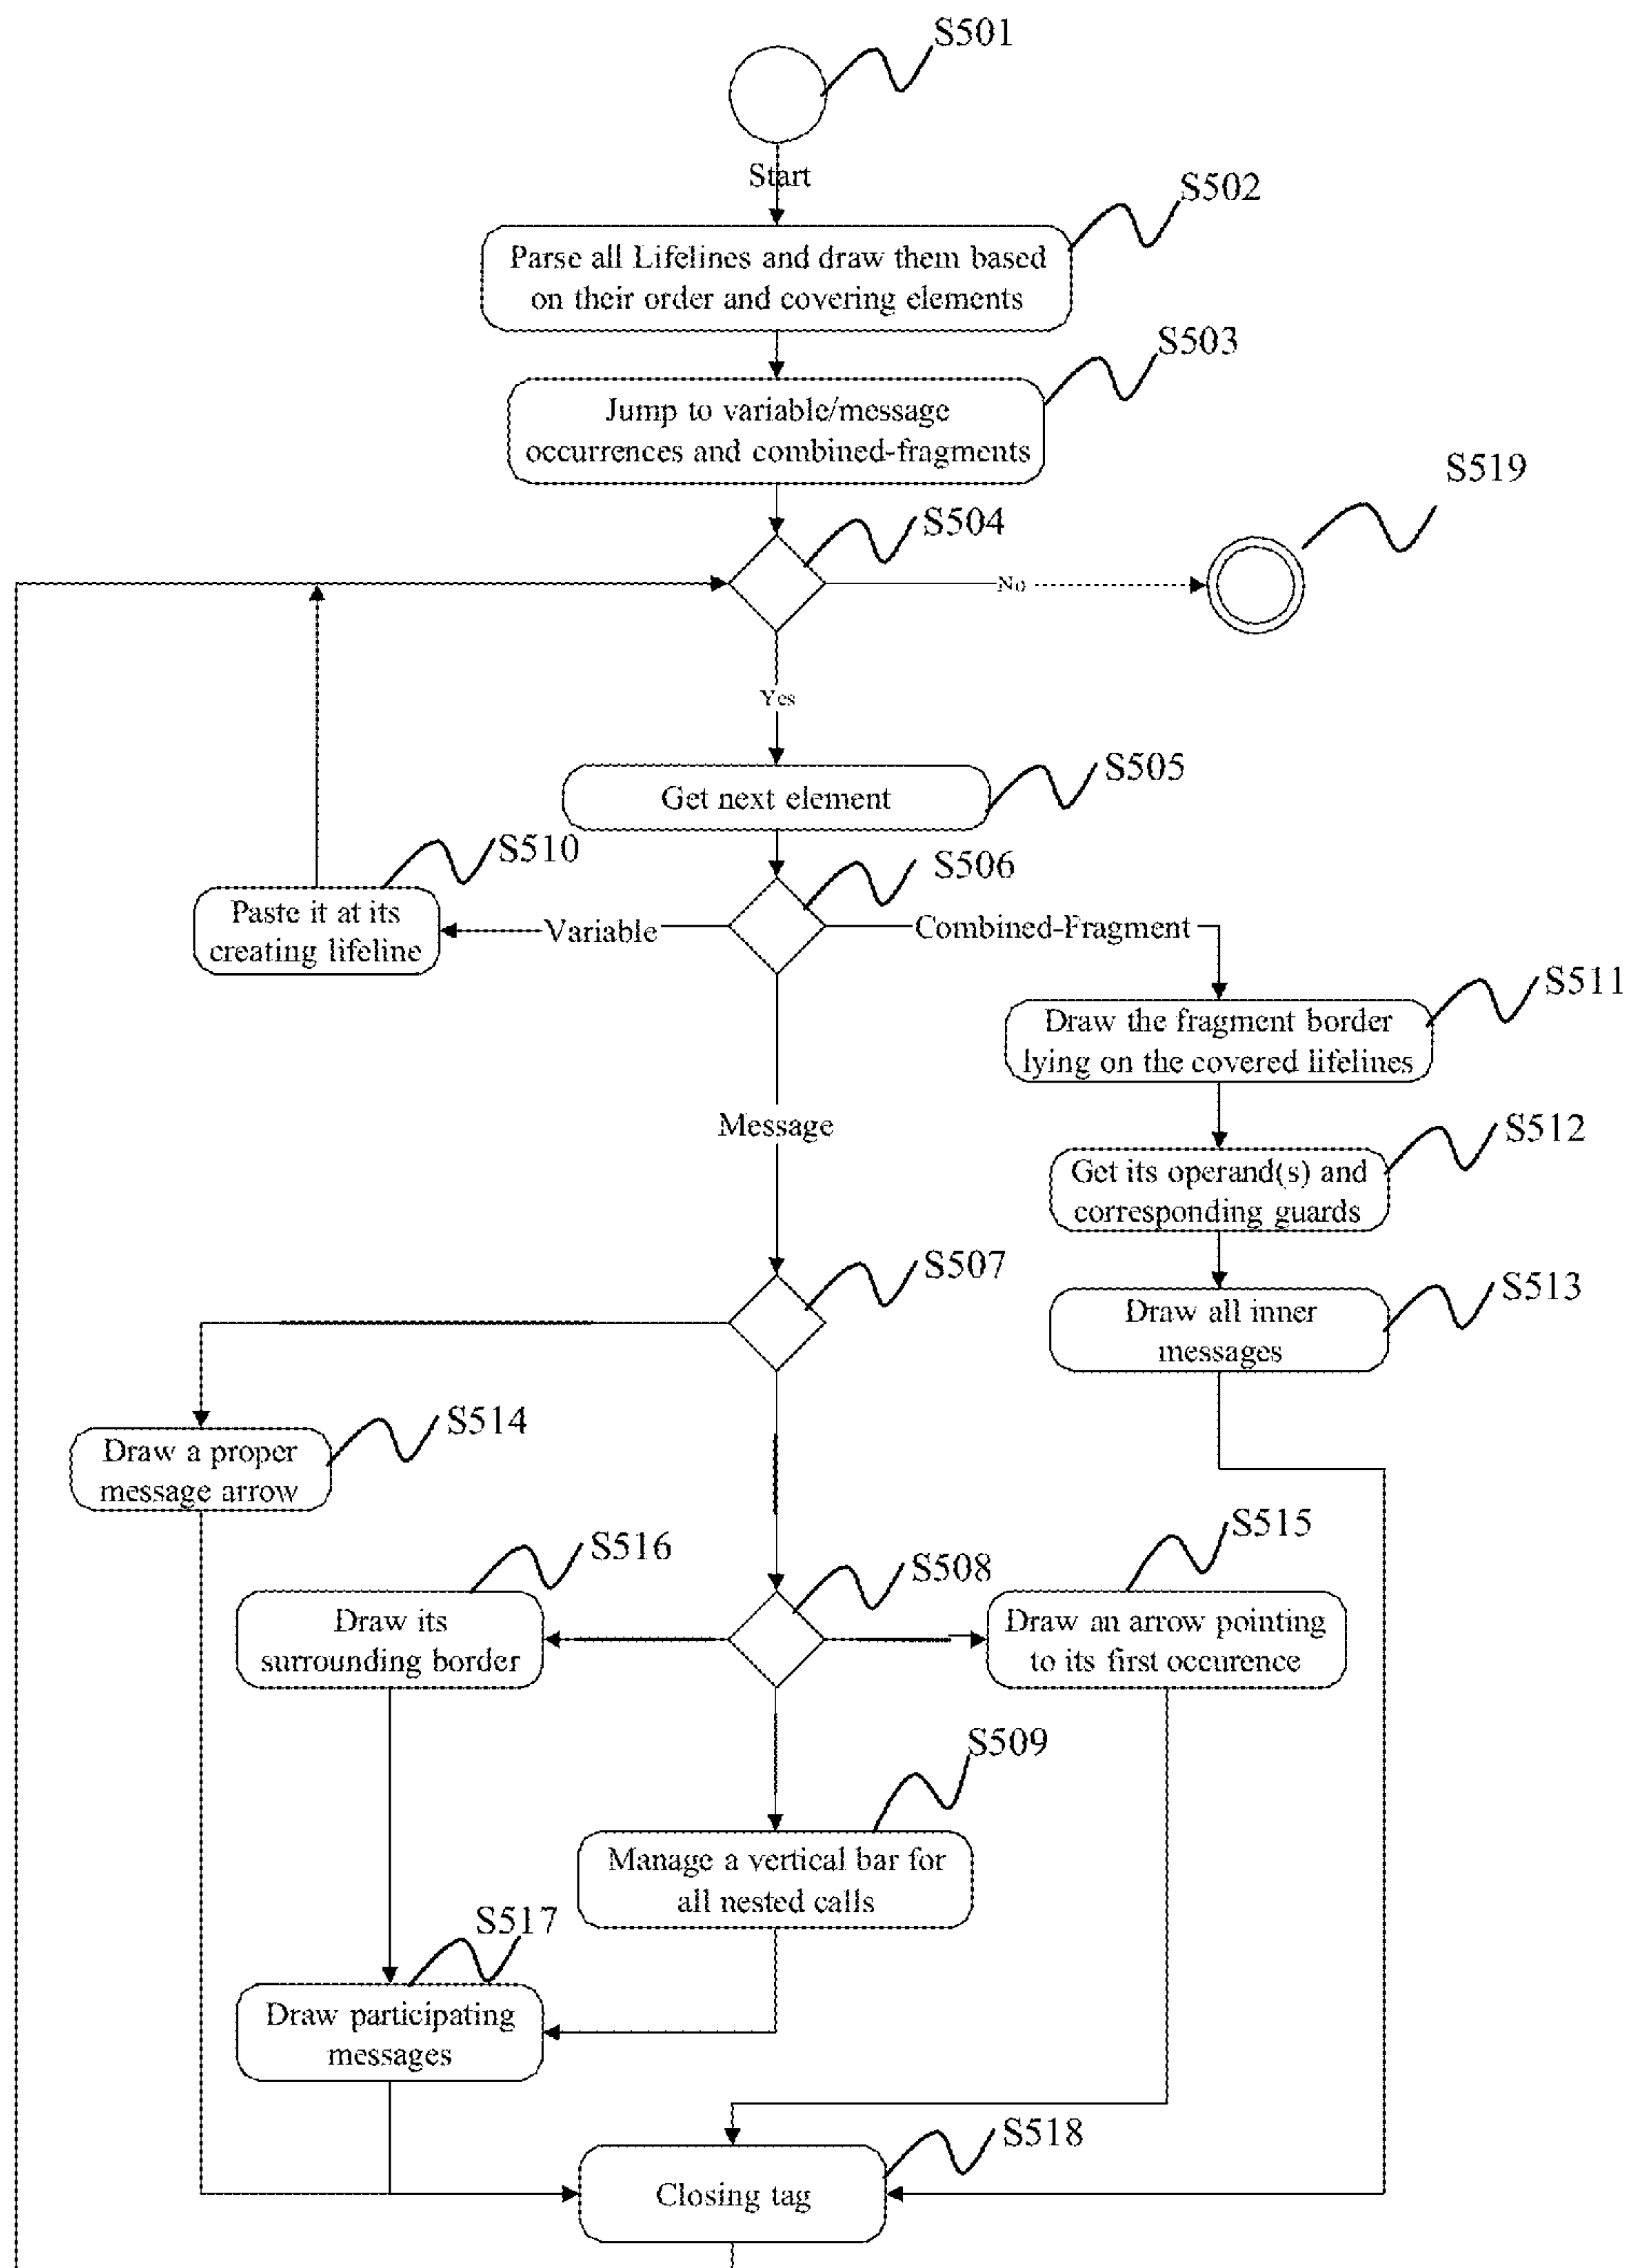 S501
Start
S502
Parse all Lifelines and draw them based
on their order and covering elements
S503
Jump to variable/message
occurrences and combined-fragments
S519
S504
No
Yes
S505
Get next element
S510
S506
Paste it at its
creating lifeline
Variable
Combined-Fragment
S511
Draw the fragment border
lying on the covered lifelines
Message
S512
Get its operand(s) and
corresponding guards
S507
S513
Draw all inner
messages
S514
Draw a proper
message arrow
S516
S508
S515
Draw its
surrounding border
Draw an arrow pointing
to its first occurence
S509
Manage a vertical bar for
all nested calls
S517
Draw participating
messages
S518
Closing tag